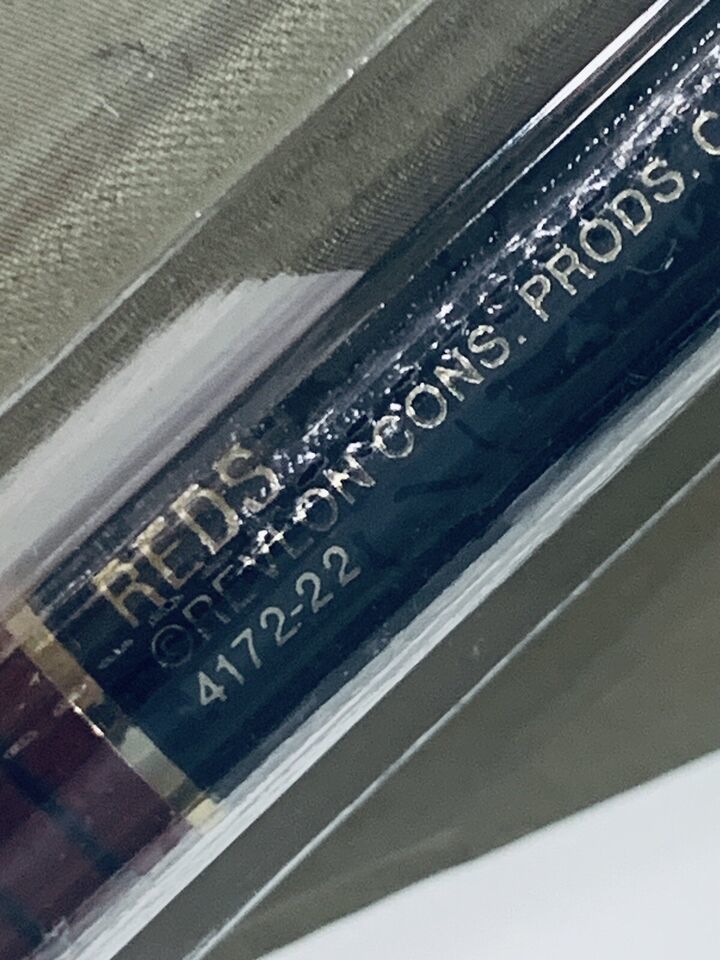 REDS
©REVLON CONS. PRODS. C
4172-22